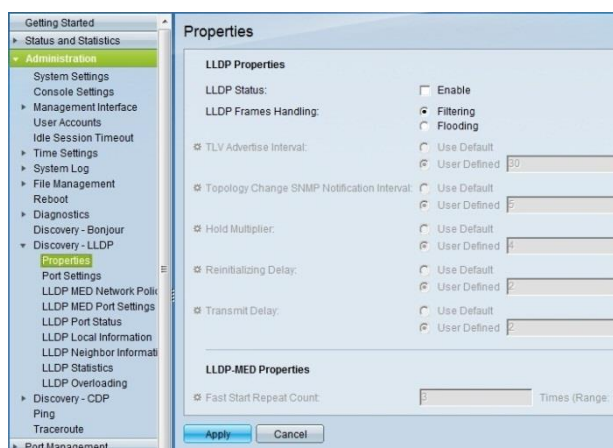 Getting Started
Status and Statistics
Administration
System Settings
Console Settings
Management Interface
User Accounts
Idle Session Timeout
Time Settings
System Log
File Management
Reboot
Diagnostics
Discovery - Bonjour
Discovery - LLDP
Properties
Port Settings
LLDP MED Network Polic
LLDP MED Port Settings
LLDP Port Status
LLDP Local Information
LLDP Neighbor Informati
LLDP Statistics
LLDP Overloading
Discovery - CDP
Ping
Traceroute
Port Management
Properties
LLDP Properties
LLDP Status: Enable
LLDP Frames Handling: Filtering
Flooding
TLV Advertise Interval: Use Default
User Defined 30
Topology Change SNMP Notification Interval: Use Default
User Defined 5
Hold Multiplier: Use Default
User Defined 4
Reinitializing Delay: Use Default
User Defined 2
Transmit Delay: Use Default
User Defined 2
LLDP-MED Properties
Fast Start Repeat Count: 3 Times (Range:
Apply Cancel